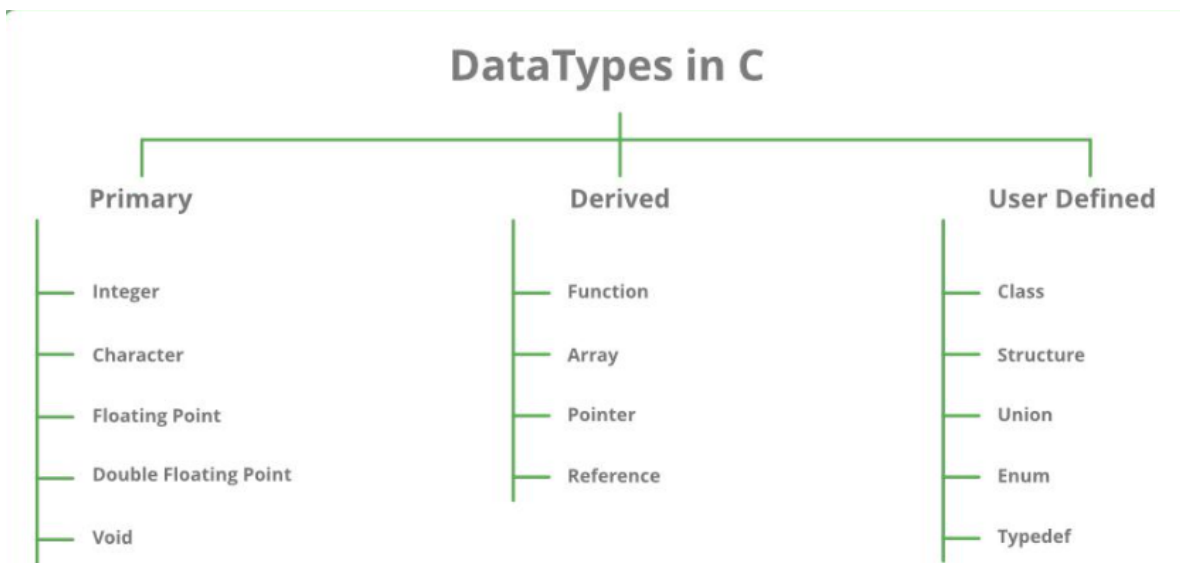 DataTypes in C
Primary
Integer
Character
Floating Point
Double Floating Point
Void
Derived
Function
Array
Pointer
Reference
User Defined
Class
Structure
Union
Enum
Typedef